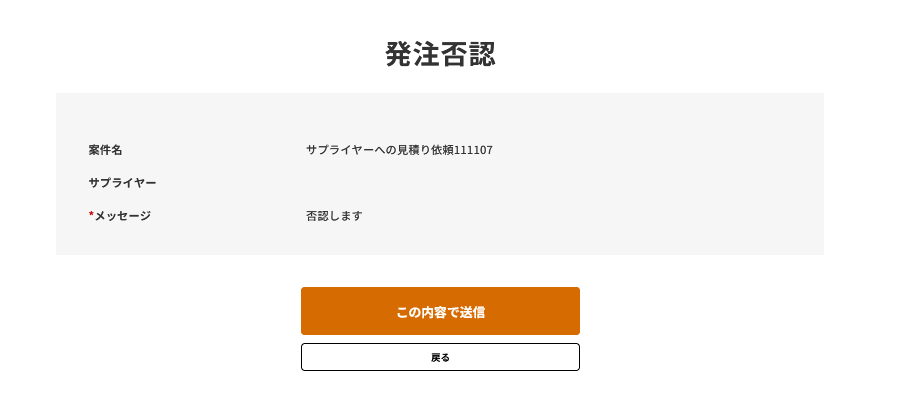 発注否認
案件名 サプライヤーへの見積り依頼111107
サプライヤー
*メッセージ 否認します
この内容で送信
戻る